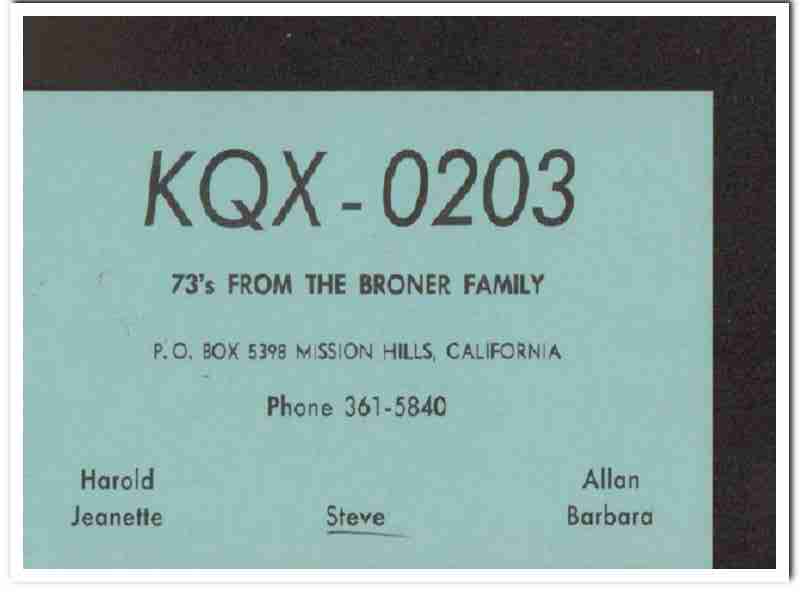 KQX - 0203
73's FROM THE BRONER FAMILY
P. O. BOX 5398 MISSION HILLS, CALIFORNIA
Phone 361-5840
Harold Allan
Jeanette Steve Barbara